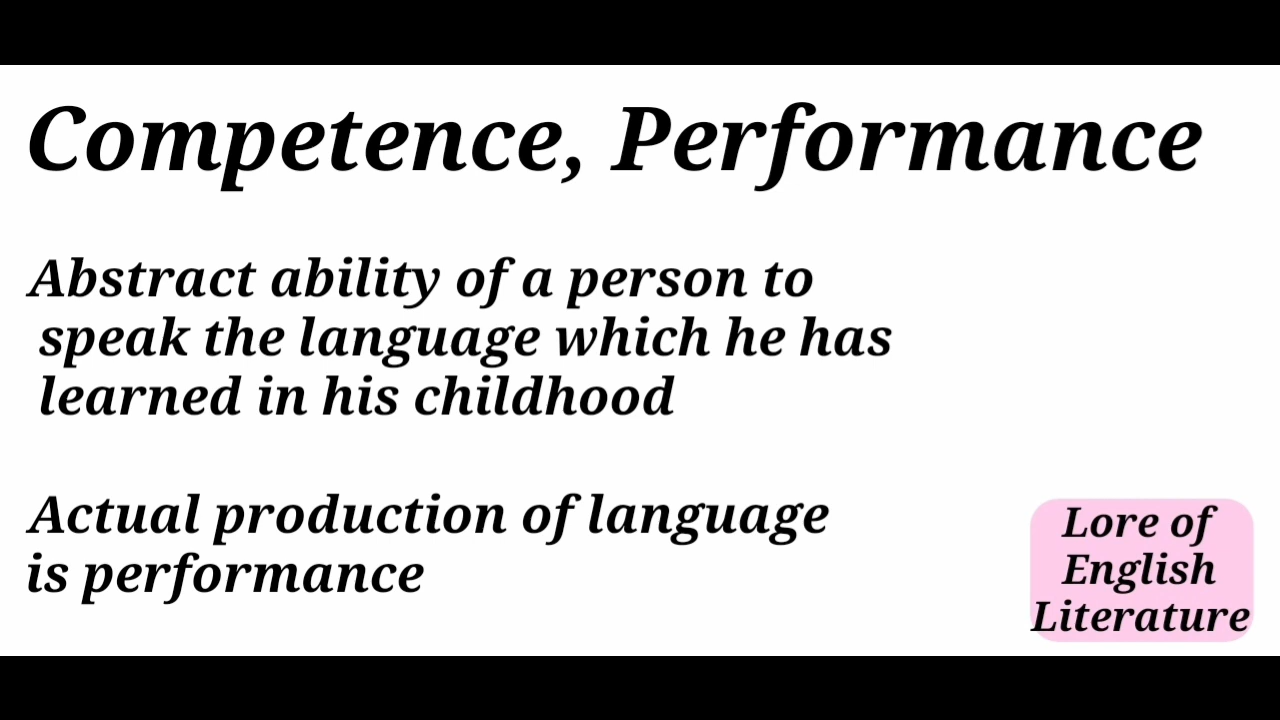 Competence, Performance
Abstract ability of a person to
speak the language which he has
learned in his childhood
Actual production of language
is performance
Lore of
English
Literature